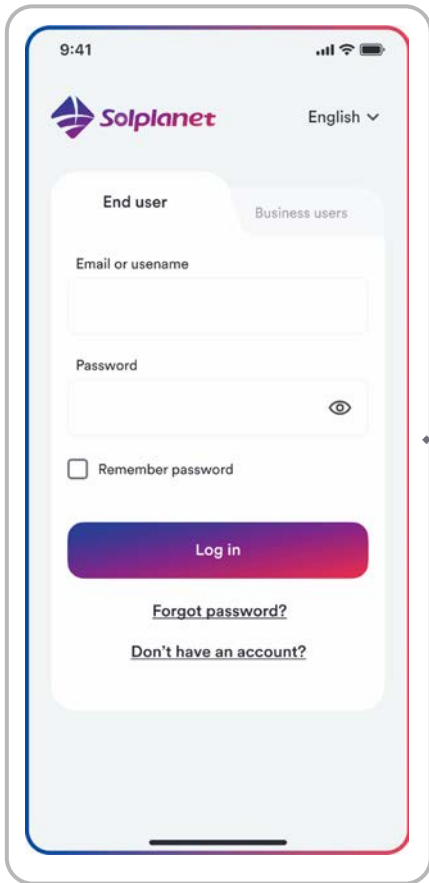 9:41
Solplanet
English
End user
Business users
Email or usename
Password
Remember password
Log in
Forgot password?
Don't have an account?